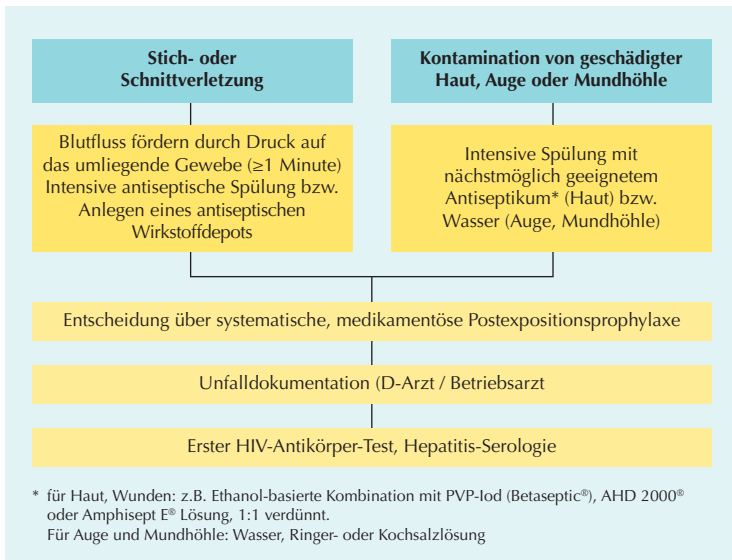 Stich- oder
Schnittverletzung
Kontamination von geschädigter
Haut, Auge oder Mundhöhle
Blutfluss fördern durch Druck auf
das umliegende Gewebe (≥1 Minute)
Intensive antiseptische Spülung bzw.
Anlegen eines antiseptischen
Wirkstoffdepots
Intensive Spülung mit
nächstmöglich geeignetem
Antiseptikum* (Haut) bzw.
Wasser (Auge, Mundhöhle)
Entscheidung über systematische, medikamentöse Postexpositionsprophylaxe
Unfalldokumentation (D-Arzt / Betriebsarzt
Erster HIV-Antikörper-Test, Hepatitis-Serologie
* für Haut, Wunden: z.B. Ethanol-basierte Kombination mit PVP-Iod (Betaseptic®), AHD 2000®
oder Amphisept E® Lösung, 1:1 verdünnt.
Für Auge und Mundhöhle: Wasser, Ringer- oder Kochsalzlösung